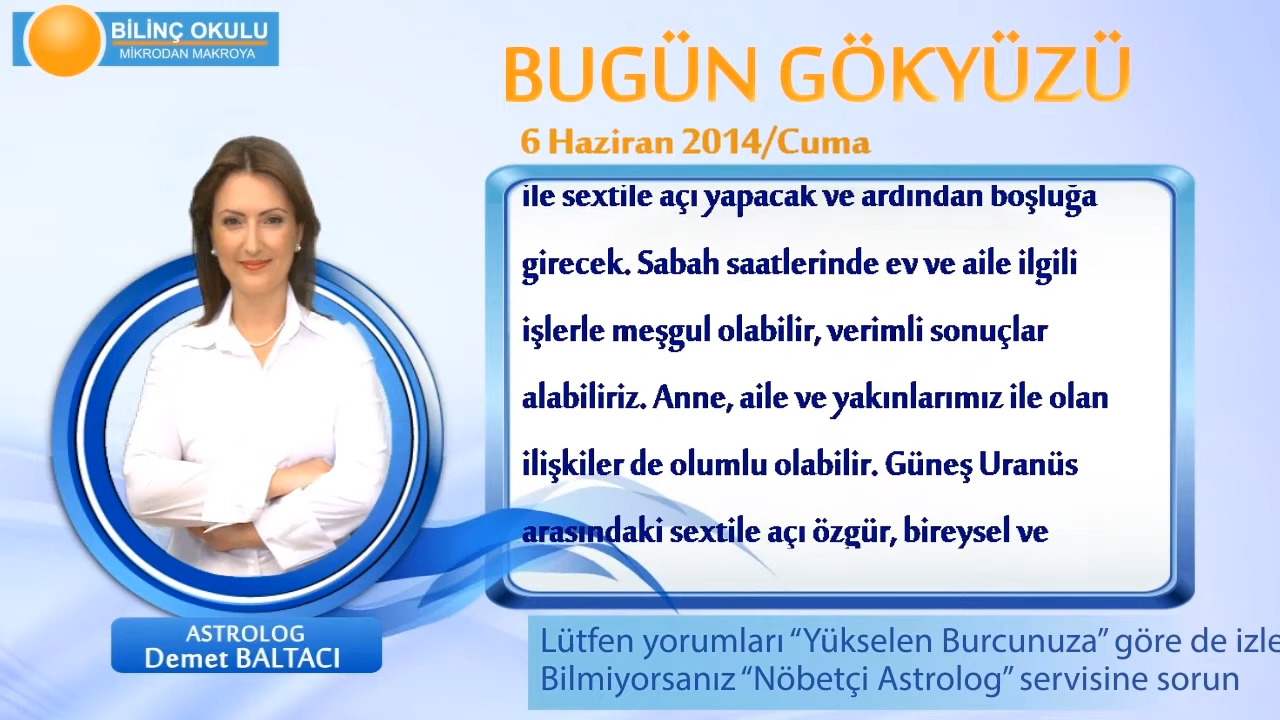 BİLİNÇ OKULU
MİKRODAN MAKROYA
BUGÜN GÖKYÜZÜ
6 Haziran 2014/Cuma
ile sextile açı yapacak ve ardından boşluğa
girecek. Sabah saatlerinde ev ve aile ilgili
işlerle meşgul olabilir, verimli sonuçlar
alabiliriz. Anne, aile ve yakınlarımız ile olan
ilişkiler de olumlu olabilir. Güneş Uranüs
arasındaki sextile açı özgür, bireysel ve
ASTROLOG
Demet BALTACI
Lütfen yorumları “Yükselen Burcunuza” göre de izle
Bilmiyorsanız “Nöbetçi Astrolog” servisine sorun